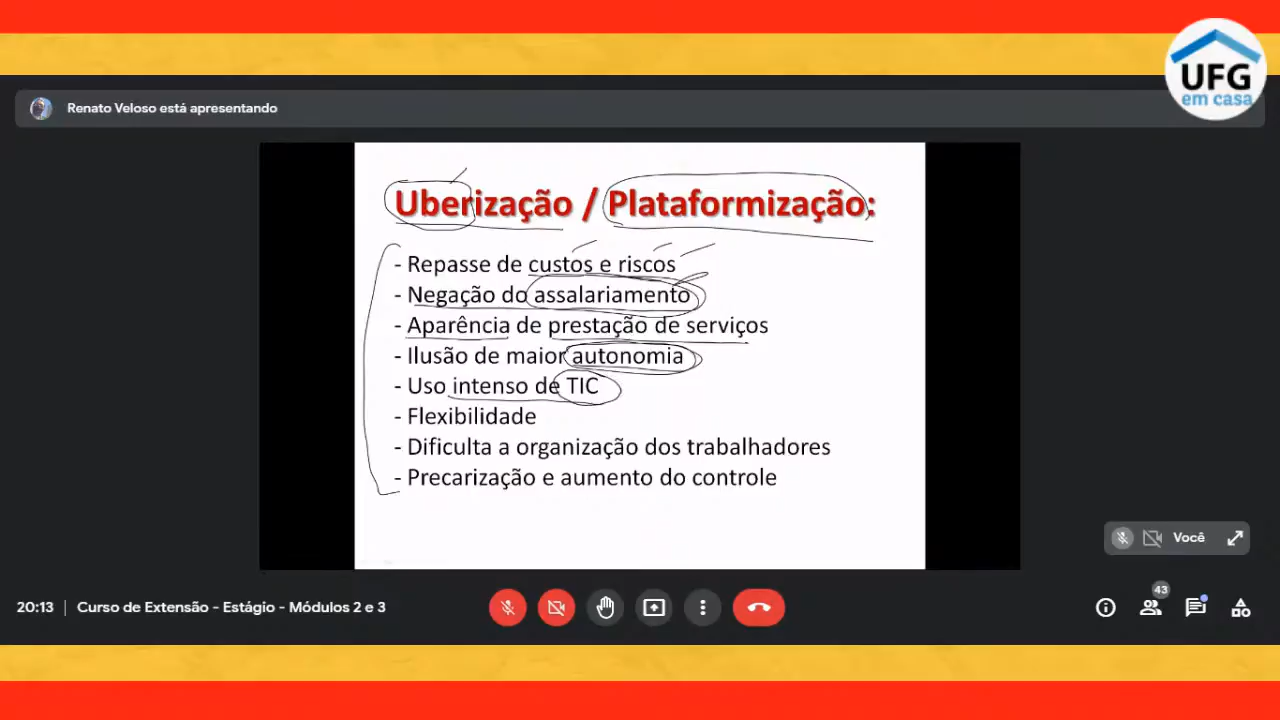 UFG
em casa
Renato Veloso está apresentando
Uberização / Plataformização:
- Repasse de custos e riscos
- Negação do assalariamento
- Aparência de prestação de serviços
- Ilusão de maior autonomia
- Uso intenso de TIC
- Flexibilidade
- Dificulta a organização dos trabalhadores
- Precarização e aumento do controle
Você
20:13 | Curso de Extensão - Estágio - Módulos 2 e 3
43